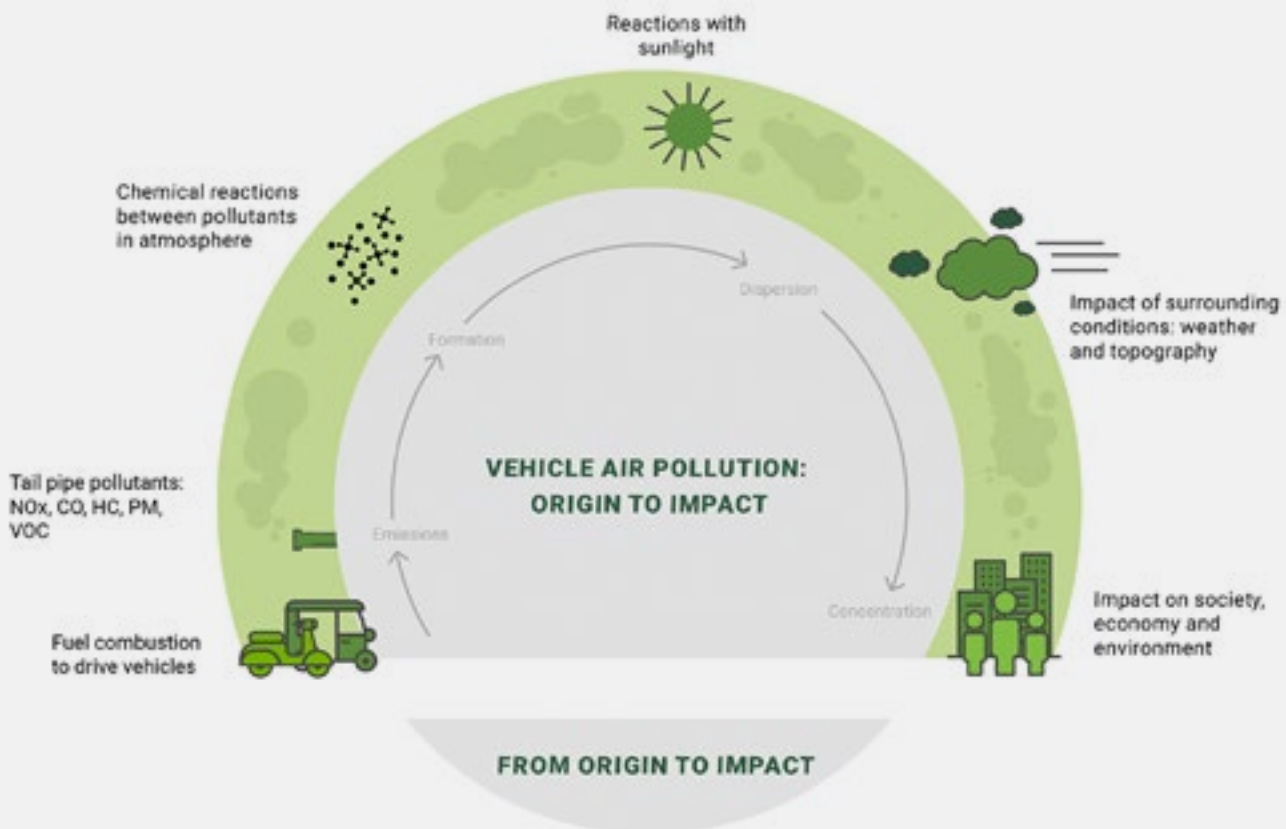 Reactions with
sunlight
Chemical reactions
between pollutants
in atmosphere
Dispersion
Impact of surrounding
conditions: weather
and topography
Formation
VEHICLE AIR POLLUTION:
ORIGIN TO IMPACT
Tail pipe pollutants:
NOx, CO, HC, PM,
VOC
Emissions
Concentration
Impact on society,
economy and
environment
Fuel combustion
to drive vehicles
FROM ORIGIN TO IMPACT